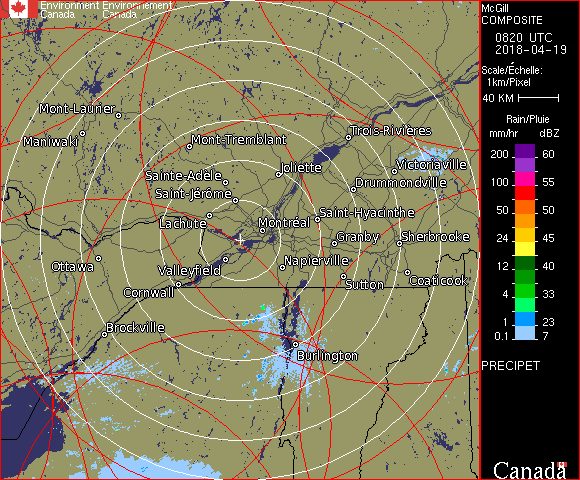 Environment Environnement
Canada Canada
McGill
COMPOSITE
0820 UTC
2018-04-19
Scale/Échelle:
1km/Pixel
40 KM
Rain/Pluie
mm/hr dBZ
200 60
100 55
50 50
24 45
12 40
4 33
1 23
0.1 7
PRECIPET
Canada
Mont-Laurier
Maniwaki
Mont-Tremblant
Trois-Rivières
Victoriaville
Sainte-Adèle
Joliette
Drummondville
Saint-Jérôme
Lachute
Montréal
Saint-Hyacinthe
Granby
Sherbrooke
Ottawa
Valleyfield
Napierville
Cornwall
Sutton
Coaticook
Brockville
Burlington